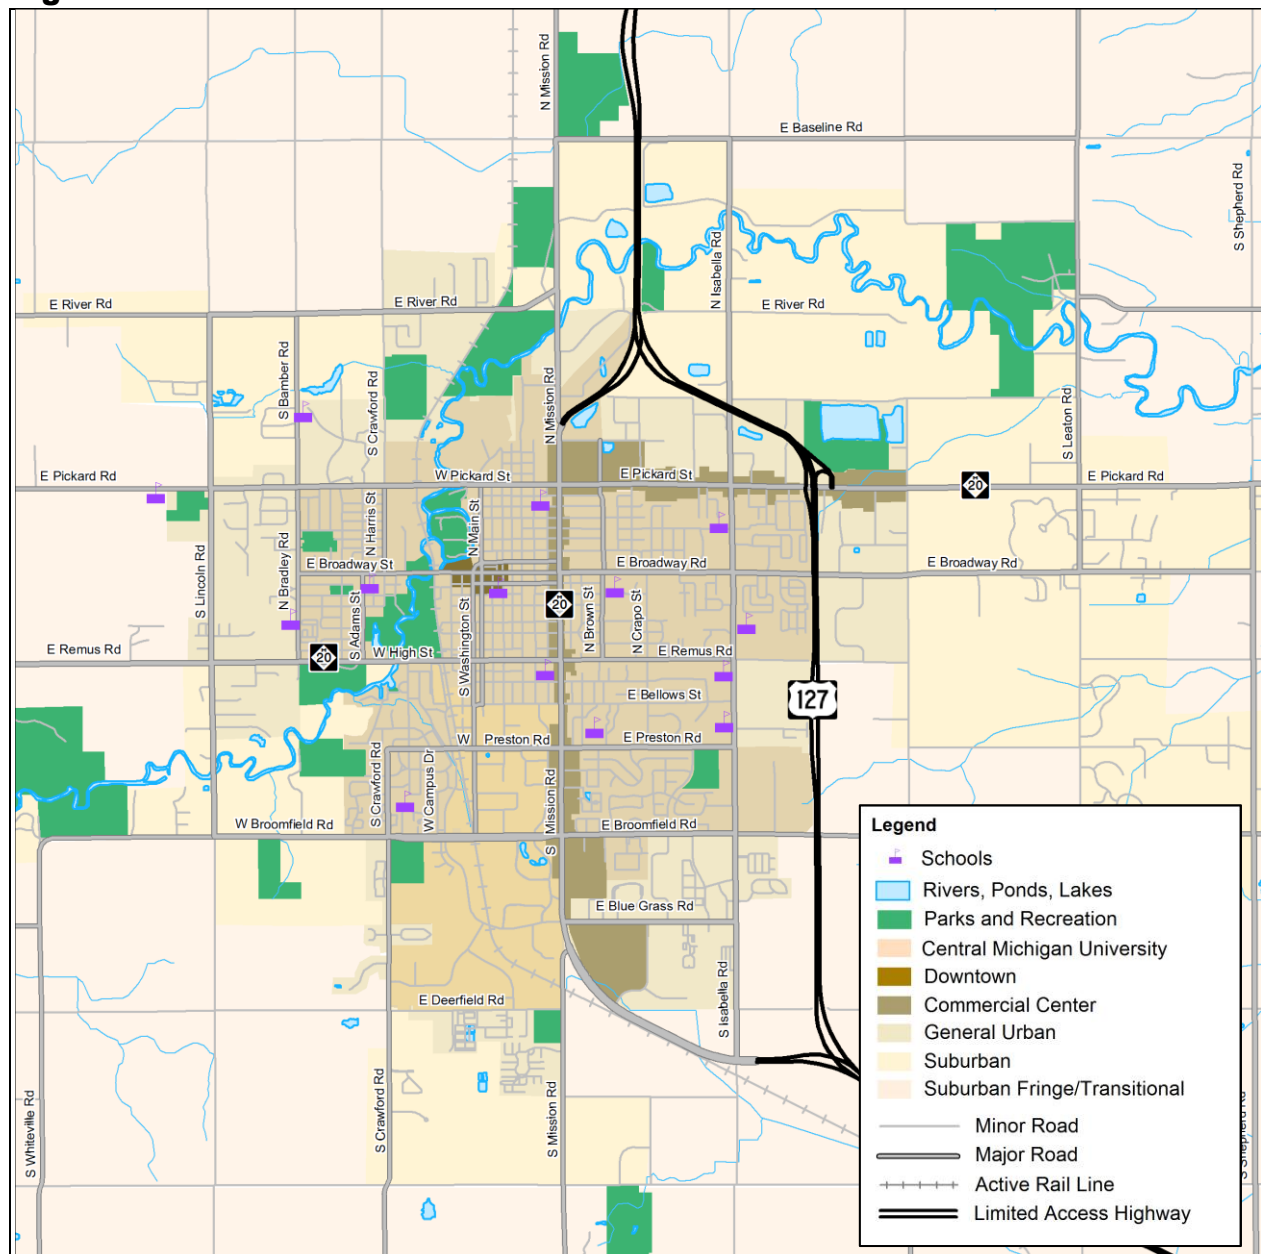 N Mission Rd
E Baseline Rd
S Shepherd Rd
N Isabella Rd
E River Rd
E River Rd
E River Rd
S Bamber Rd
S Crawford Rd
N Mission Rd
S Leaton Rd
E Pickard Rd
W Pickard St
E Pickard St
20
E Pickard Rd
N Harris St
N Main St
S Lincoln Rd
N Bradley Rd
E Broadway St
E Broadway Rd
E Broadway Rd
S Adams St
S Washington St
20
N Brown St
N Crapo St
E Remus Rd
20
W High St
E Remus Rd
E Bellows St
127
W Preston Rd
E Preston Rd
S Crawford Rd
W Campus Dr
S Mission Rd
W Broomfield Rd
E Broomfield Rd
E Blue Grass Rd
S Isabella Rd
E Deerfield Rd
S Whiteville Rd
S Crawford Rd
S Mission Rd
Legend
Schools
Rivers, Ponds, Lakes
Parks and Recreation
Central Michigan University
Downtown
Commercial Center
General Urban
Suburban
Suburban Fringe/Transitional
Minor Road
Major Road
Active Rail Line
Limited Access Highway